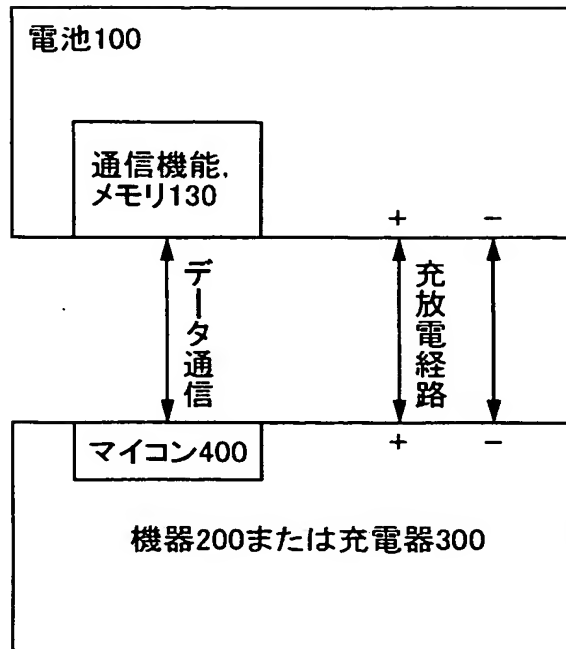 電池100
通信機能,
メモリ130
+ −
データ通信
充放電経路
マイコン400
+ −
機器200または充電器300